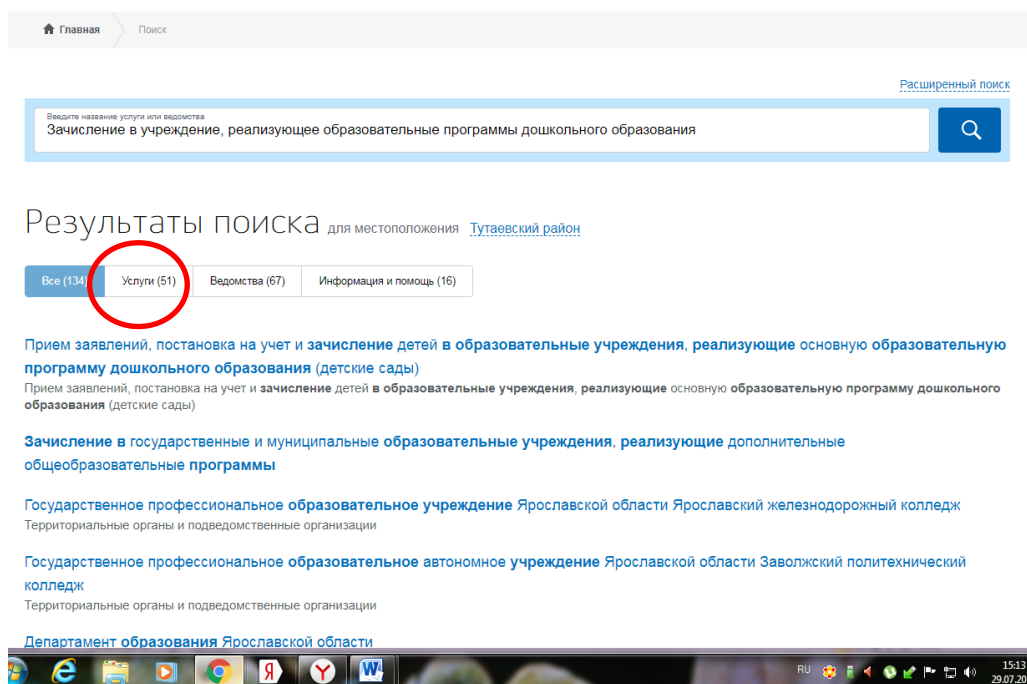 Главная Поиск
Расширенный поиск
Введите название услуги или ведомства
Зачисление в учреждение, реализующее образовательные программы дошкольного образования
Результаты поиска для местоположения Тутаевский район
Все (134) Услуги (51) Ведомства (67) Информация и помощь (16)
Прием заявлений, постановка на учет и зачисление детей в образовательные учреждения, реализующие основную образовательную
программу дошкольного образования (детские сады)
Прием заявлений, постановка на учет и зачисление детей в образовательные учреждения, реализующие основную образовательную программу дошкольного
образования (детские сады)
Зачисление в государственные и муниципальные образовательные учреждения, реализующие дополнительные
общеобразовательные программы
Государственное профессиональное образовательное учреждение Ярославской области Ярославский железнодорожный колледж
Территориальные органы и подведомственные организации
Государственное профессиональное образовательное автономное учреждение Ярославской области Заволжский политехнический
колледж
Территориальные органы и подведомственные организации
Департамент образования Ярославской области
RU 15:13
29.07.20